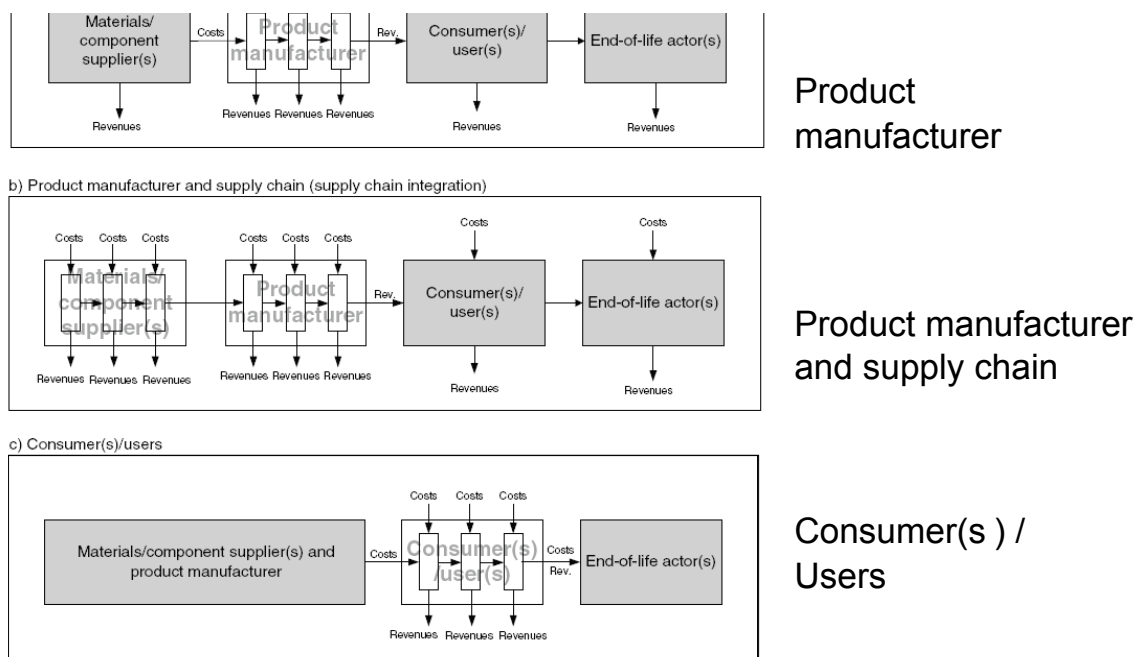 Materials/
component
supplier(s)
Costs
Product
manufacturer
Rev.
Consumer(s)/
user(s)
End-of-life actor(s)
Revenues
Revenues Revenues Revenues
Revenues
Revenues
Product
manufacturer
b) Product manufacturer and supply chain (supply chain integration)
Costs Costs Costs
Costs Costs Costs
Costs
Costs
Materials/
component
supplier(s)
Product
manufacturer
Rev.
Consumer(s)/
user(s)
End-of-life actor(s)
Revenues Revenues Revenues
Revenues Revenues Revenues
Revenues
Revenues
Product manufacturer
and supply chain
c) Consumer(s)/users
Costs Costs Costs
Materials/component supplier(s) and
product manufacturer
Costs
Consumer(s)
/user(s)
Costs
Rev.
End-of-life actor(s)
Revenues Revenues Revenues
Consumer(s ) /
Users